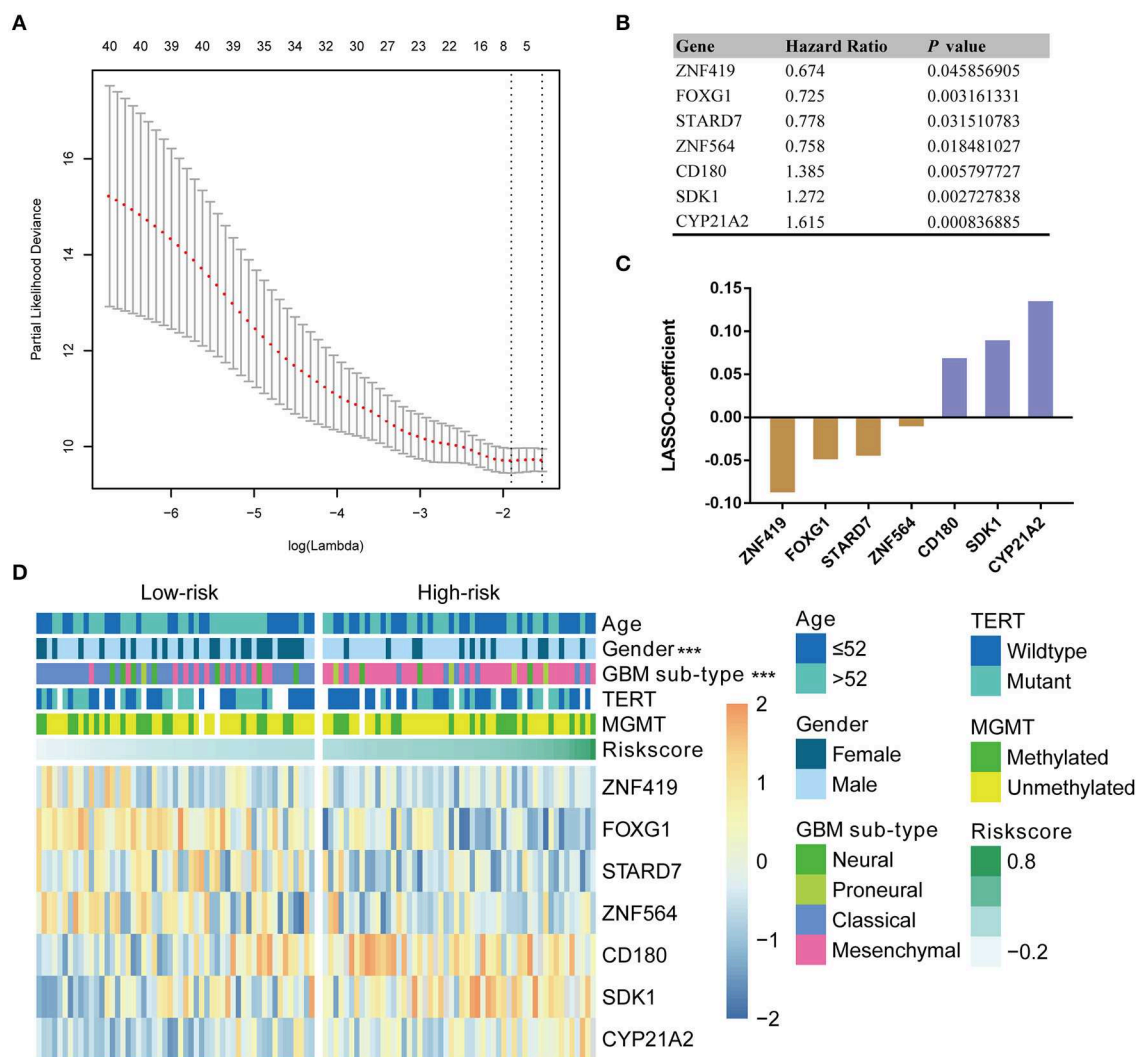 A
40 40 39 40 39 35 34 32 30 27 23 22 16 8 5
Partial Likelihood Deviance
16
14
12
10
−6 −5 −4 −3 −2
log(Lambda)
B
Gene Hazard Ratio P value
ZNF419 0.674 0.045856905
FOXG1 0.725 0.003161331
STARD7 0.778 0.031510783
ZNF564 0.758 0.018481027
CD180 1.385 0.005797727
SDK1 1.272 0.002727838
CYP21A2 1.615 0.000836885
C
LASSO-coefficient
0.15
0.10
0.05
0.00
−0.05
−0.10
ZNF419 FOXG1 STARD7 ZNF564 CD180 SDK1 CYP21A2
D
Low-risk High-risk
Age
Gender ***
GBM sub-type ***
TERT
MGMT
Riskscore
ZNF419
FOXG1
STARD7
ZNF564
CD180
SDK1
CYP21A2
2
1
0
−1
−2
Age
≤52
>52
Gender
Female
Male
GBM sub-type
Neural
Proneural
Classical
Mesenchymal
TERT
Wildtype
Mutant
MGMT
Methylated
Unmethylated
Riskscore
0.8
−0.2